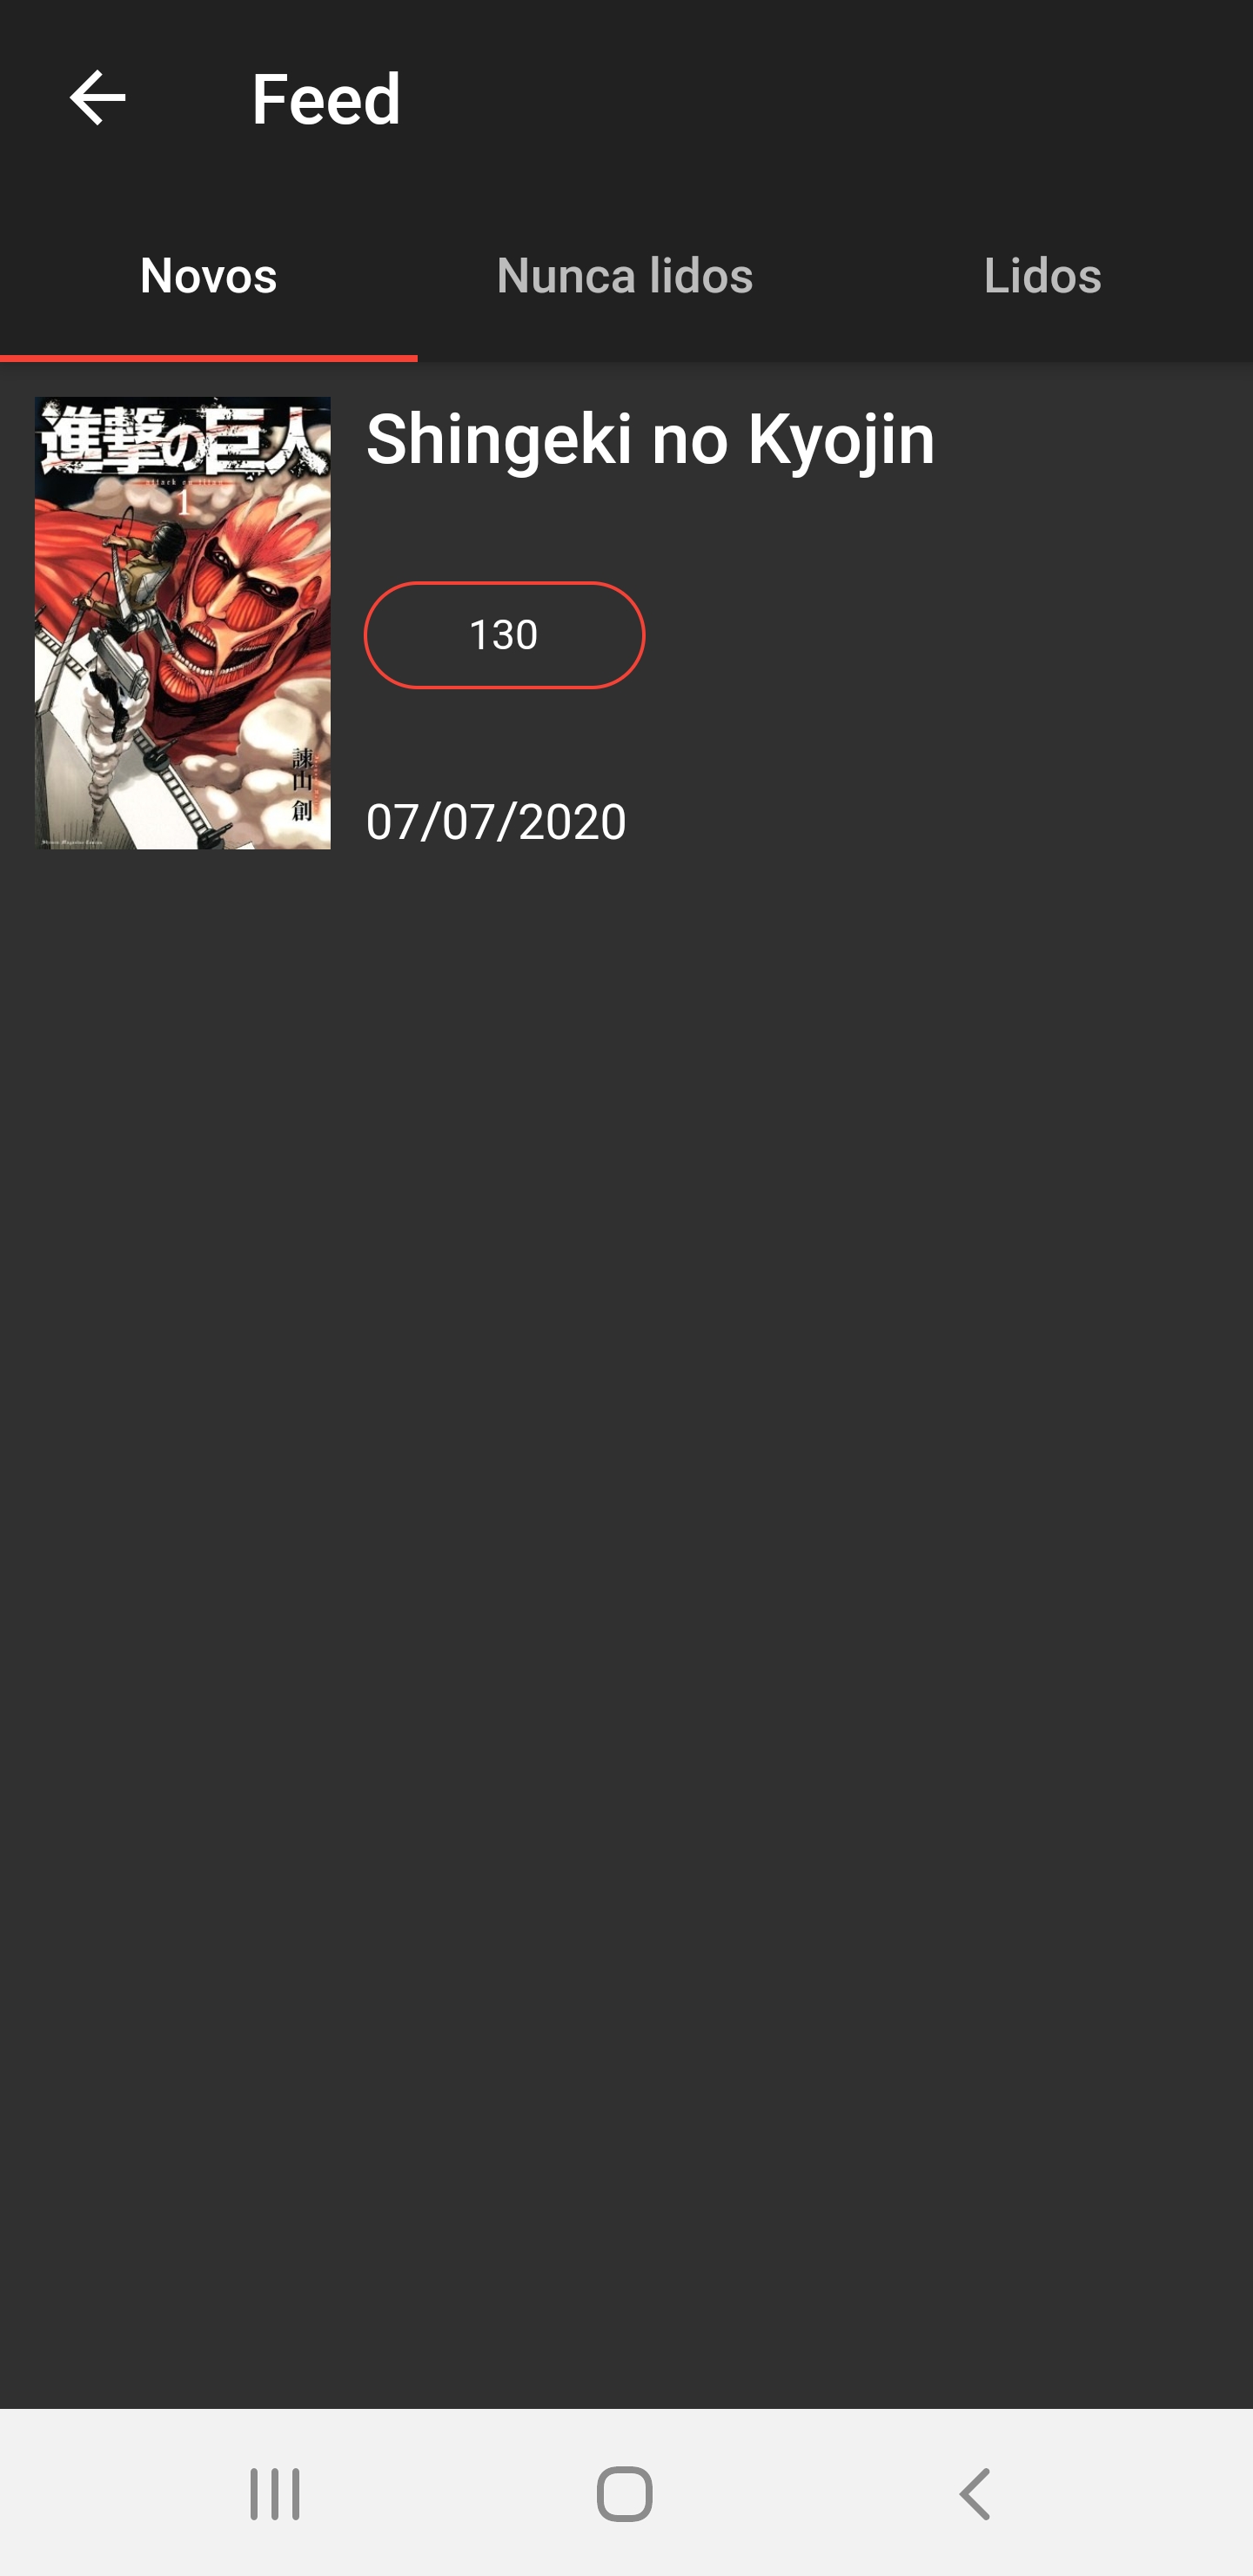 Feed
Novos
Nunca lidos
Lidos
進撃の巨人
attack on titan
1
Shingeki no Kyojin
130
諫山創
07/07/2020